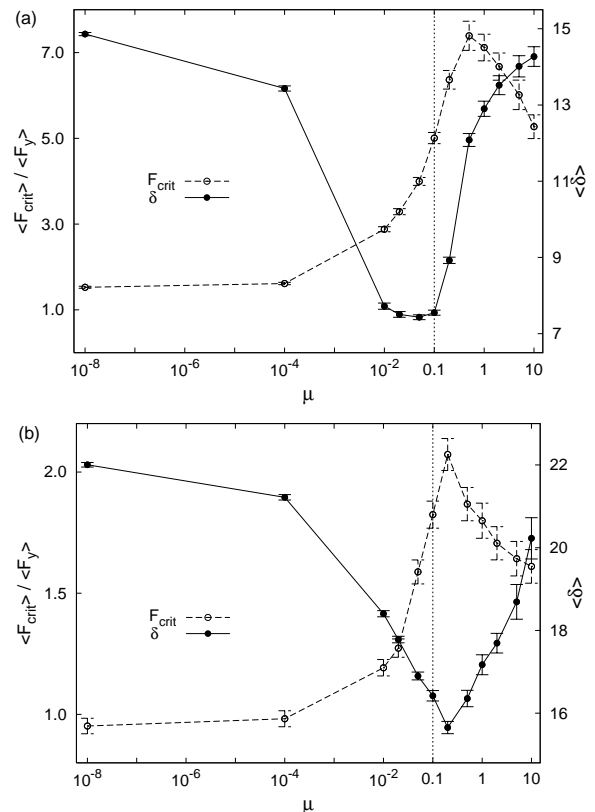 (a)
7.0
5.0
3.0
1.0
<F_crit> / <F_y>
15
13
11
9
7
<δ>
F_crit
δ
10^-8
10^-6
10^-4
10^-2
0.1
1
10
μ
(b)
2.0
1.5
1.0
<F_crit> / <F_y>
22
20
18
16
<δ>
F_crit
δ
10^-8
10^-6
10^-4
10^-2
0.1
1
10
μ